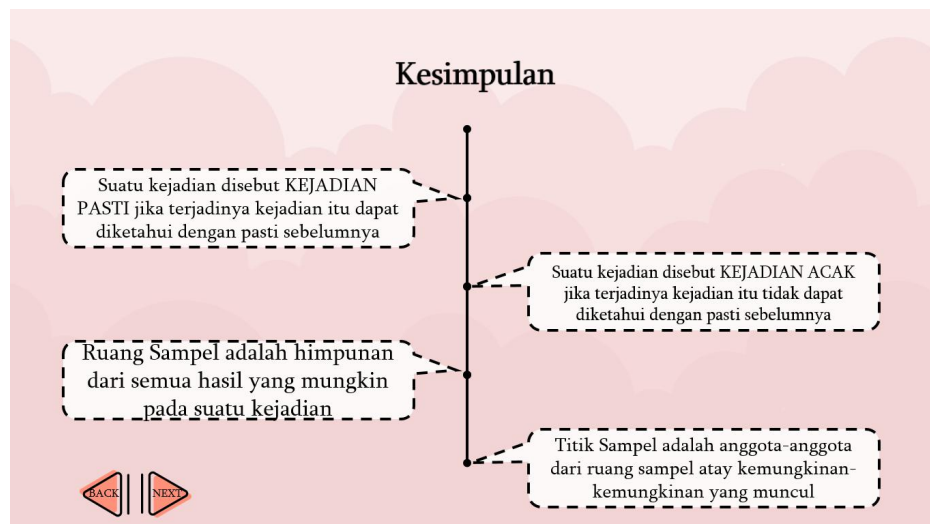 Kesimpulan
Suatu kejadian disebut KEJADIAN
PASTI jika terjadinya kejadian itu dapat
diketahui dengan pasti sebelumnya
Suatu kejadian disebut KEJADIAN ACAK
jika terjadinya kejadian itu tidak dapat
diketahui dengan pasti sebelumnya
Ruang Sampel adalah himpunan
dari semua hasil yang mungkin
pada suatu kejadian
Titik Sampel adalah anggota-anggota
dari ruang sampel atay kemungkinan-
kemungkinan yang muncul
BACK
NEXT